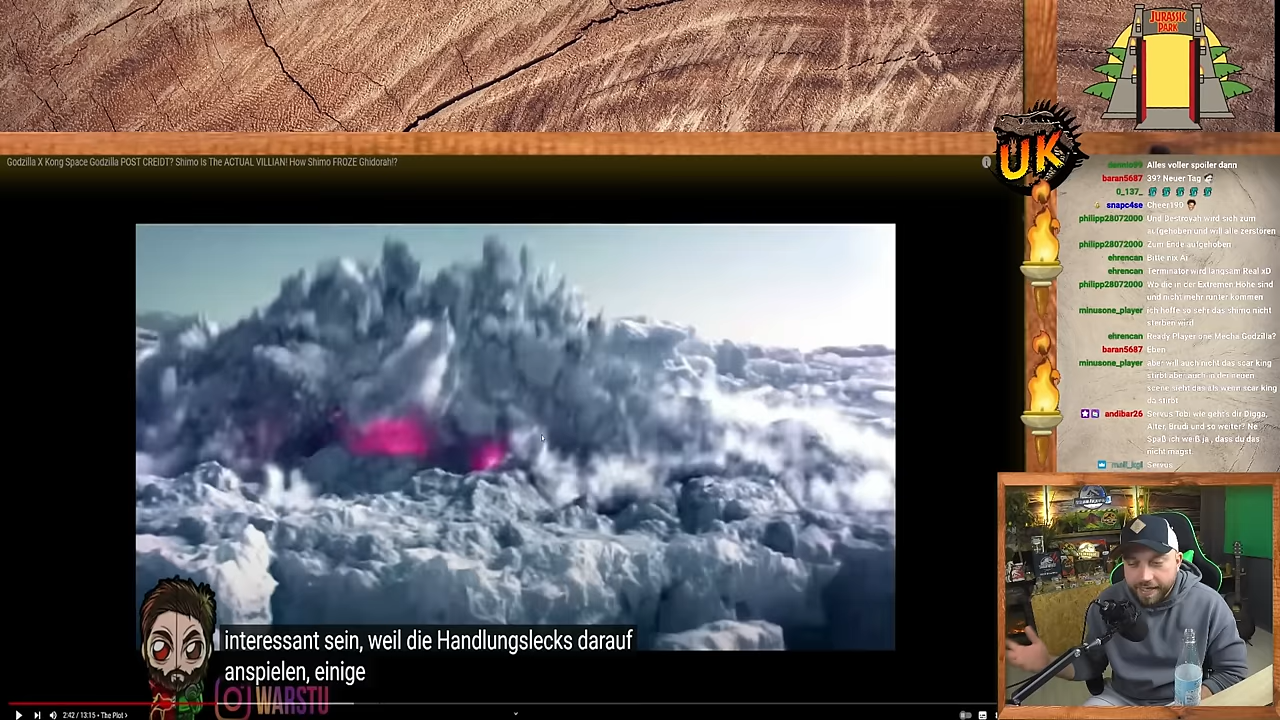 JURASSIC
PARK
UK
Godzilla X Kong Space Godzilla POST CREIDT? Shimo Is The ACTUAL VILLIAN! How Shimo FROZE Ghidorah!?
Alles voller spoiler dann
baran5687 39? Neuer Tag
0_137_
snapc4se Cheer190
philipp28072000 Und Destroyah wird sich zum
aufgehoben und will alle zerstoren
philipp28072000 Zum Ende aufgehoben
ehrencan Bitte nix Ai
ehrencan Terminator wird langsam Real xD
philipp28072000 Wo die in der Extremen Höhe sind
und nicht mehr runter kommen
minusone_player ich hoffe so sehr das shimo nicht
sterben wird
ehrencan Ready Player one Mecha Godzilla?
baran5687 Eben
minusone_player aber will auch nicht das scar king
stirbt aber auch in der neuen
scene sieht das als wenn scar king
da stirbt
andibar26 Servus Tobi wie geht's dir Digga,
Alter, Brudi und so weiter? Ne
Spaß ich weiß ja , dass du das
nicht magst
Servus
interessant sein, weil die Handlungslecks darauf
anspielen, einige
WARSTU
2:42 / 13:15 • The Plot >